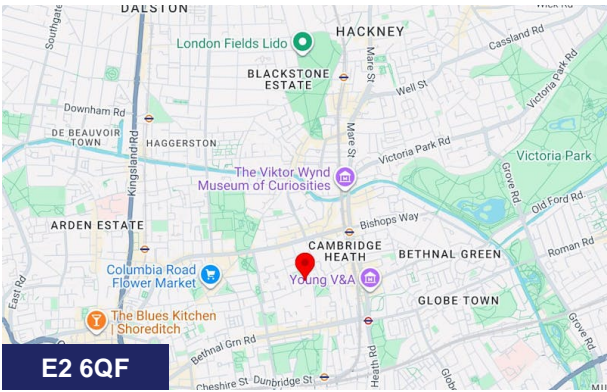 DALSTON
Southgate
London Fields Lido
HACKNEY
Mare St
Cassland Rd
Wick Rd
BLACKSTONE
ESTATE
Well St
Victoria Park Rd
Downham Rd
DE BEAUVOIR
TOWN
HAGGERSTON
Kingsland Rd
Mare St
Victoria Park Rd
Victoria Park
The Viktor Wynd
Museum of Curiosities
Grove Rd
Old Ford Rd
ARDEN ESTATE
Bishops Way
Roman Rd
CAMBRIDGE
HEATH
BETHNAL GREEN
Columbia Road
Flower Market
Young V&A
East Rd
GLOBE TOWN
The Blues Kitchen
| Shoreditch
Bethnal Grn Rd
Grove Rd
Heath Rd
E2 6QF
Cheshire St
Dunbridge St